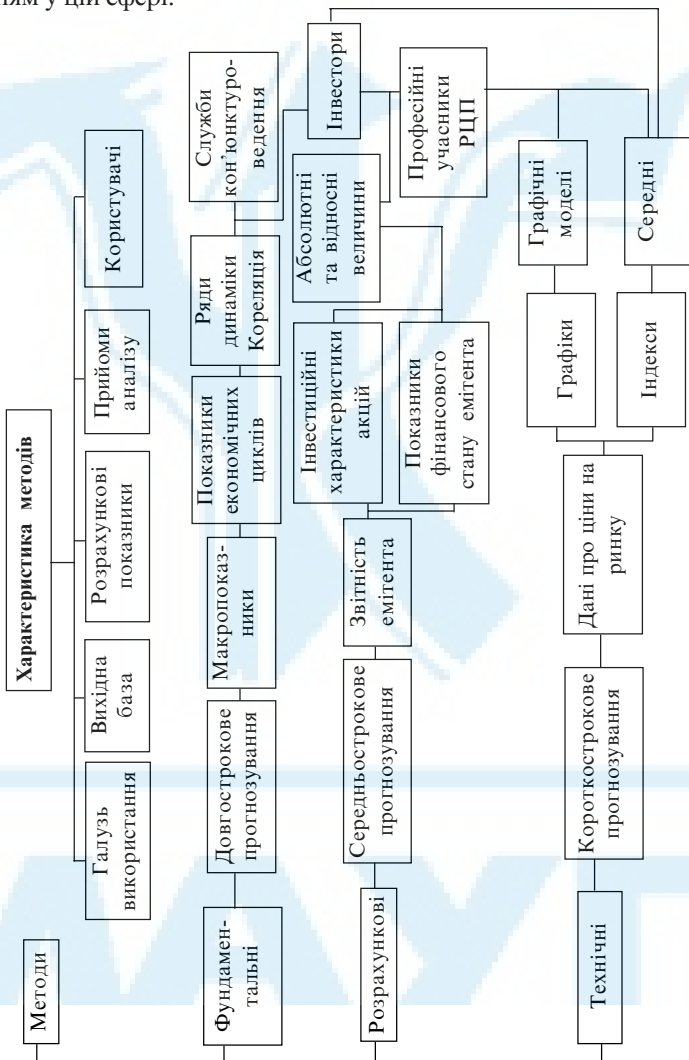 ням у цій сфері.
Характеристика методів
Методи
Галузь
використання
Вихідна
база
Розрахункові
показники
Прийоми
аналізу
Користувачі
Фундамен-
тальні
Довгострокове
прогнозування
Макропоказ-
ники
Показники
економічних
циклів
Ряди
динаміки
Кореляція
Служби
кон’юнктуро-
ведення
Розрахункові
Середньострокове
прогнозування
Звітність
емітента
Інвестиційні
характеристики
акцій
Показники
фінансового
стану емітента
Абсолютні
та відносні
величини
Інвестори
Професійні
учасники
РЦП
Технічні
Короткострокове
прогнозування
Дані про ціни на
ринку
Графіки
Індекси
Графічні
моделі
Середні